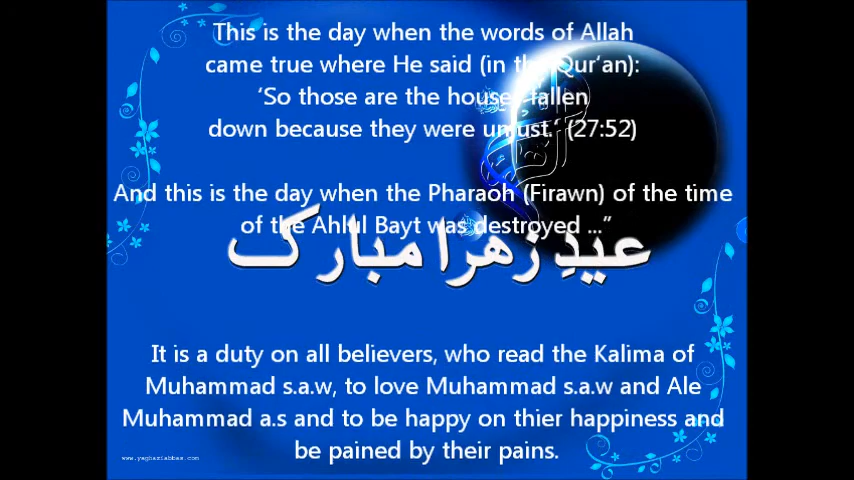 This is the day when the words of Allah
came true where He said (in the Qur'an):
'So those are the houses fallen
down because they were unjust.' (27:52)
And this is the day when the Pharaoh (Firawn) of the time
of the Ahlul Bayt was destroyed ..."
عیدِ زھرا مبارک
It is a duty on all believers, who read the Kalima of
Muhammad s.a.w, to love Muhammad s.a.w and Ale
Muhammad a.s and to be happy on thier happiness and
be pained by their pains.
www.yaghaziabbas.com